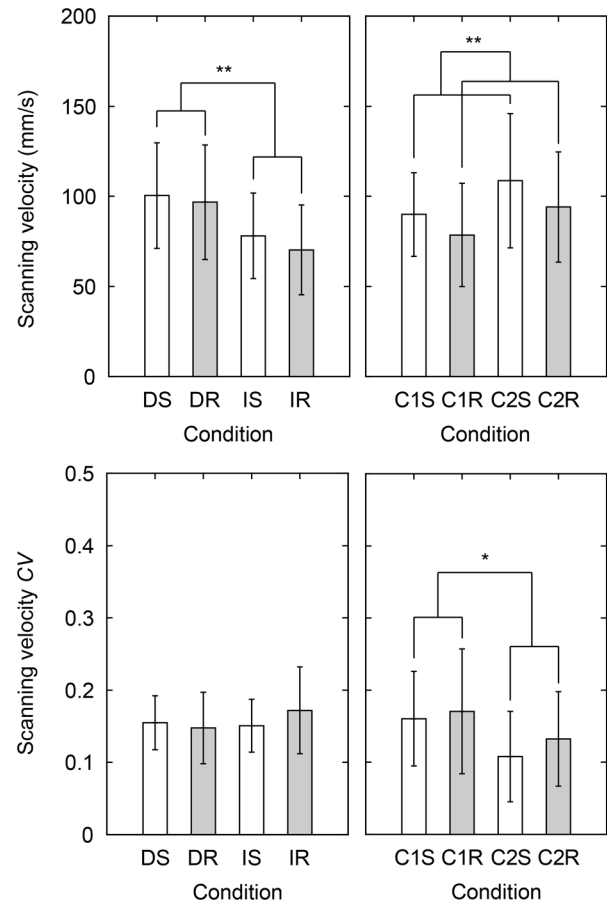 200
150
100
50
0
Scanning velocity (mm/s)
**
**
DS DR IS IR
C1S C1R C2S C2R
Condition
Condition
0.5
0.4
0.3
0.2
0.1
0
Scanning velocity CV
*
DS DR IS IR
C1S C1R C2S C2R
Condition
Condition